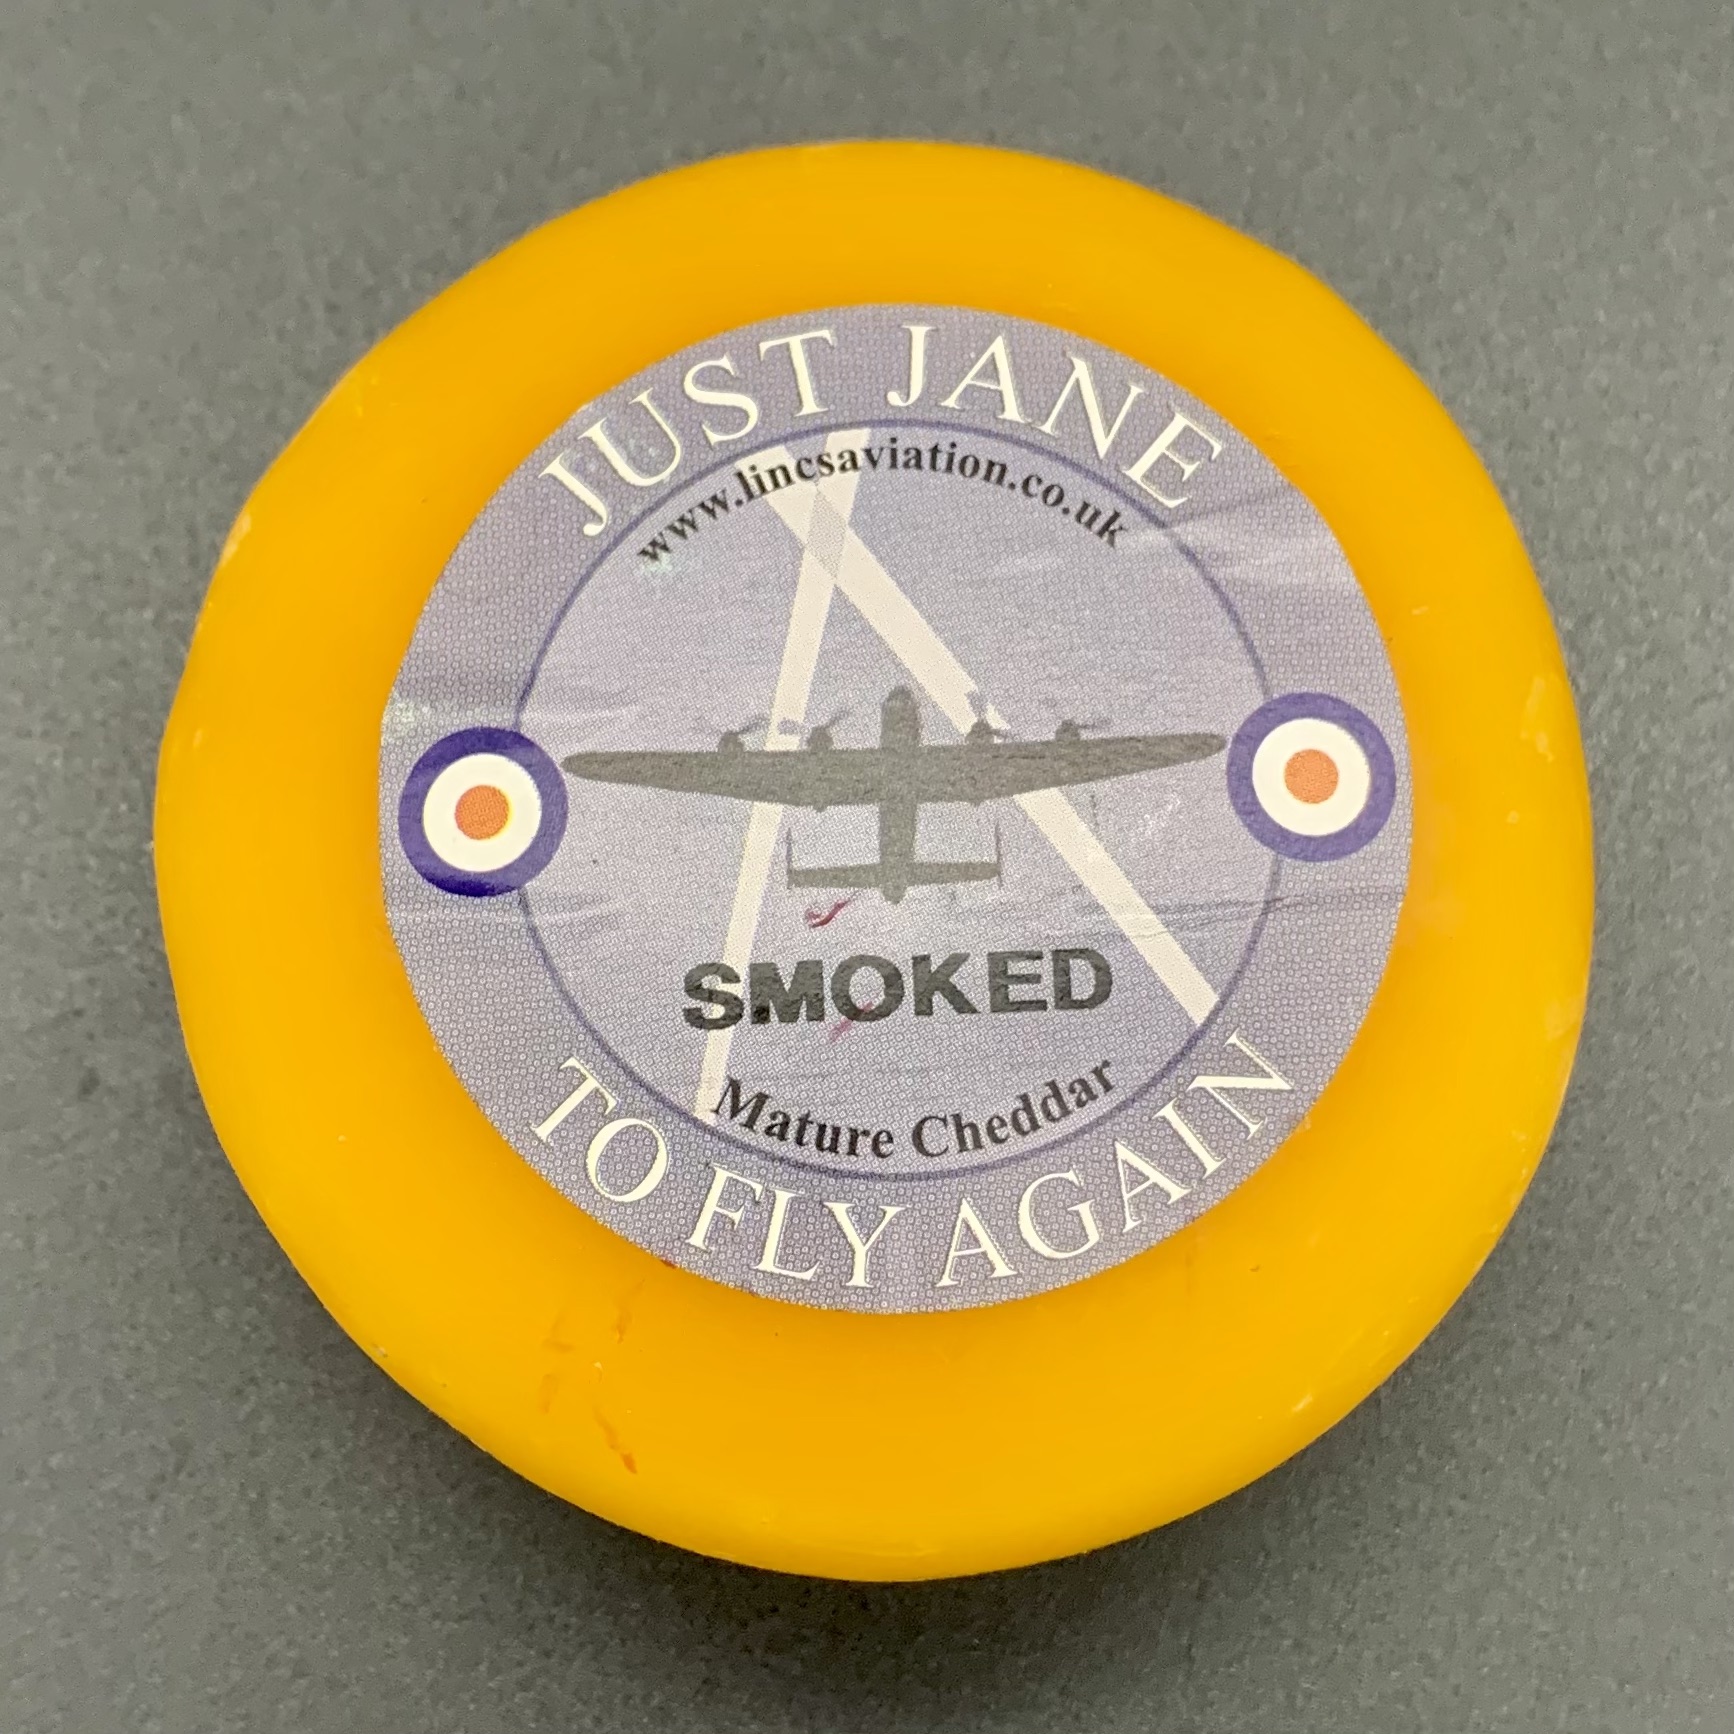 JUST JANE
www.lincsaviation.co.uk
SMOKED
Mature Cheddar
TO FLY AGAIN